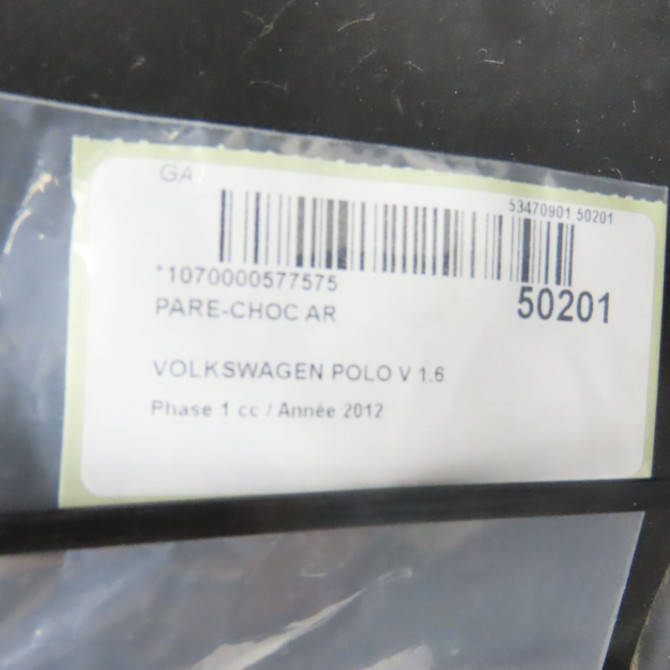 GA
53470901 50201
*1070000577575
50201
PARE-CHOC AR
VOLKSWAGEN POLO V 1.6
Phase 1 cc / Année 2012